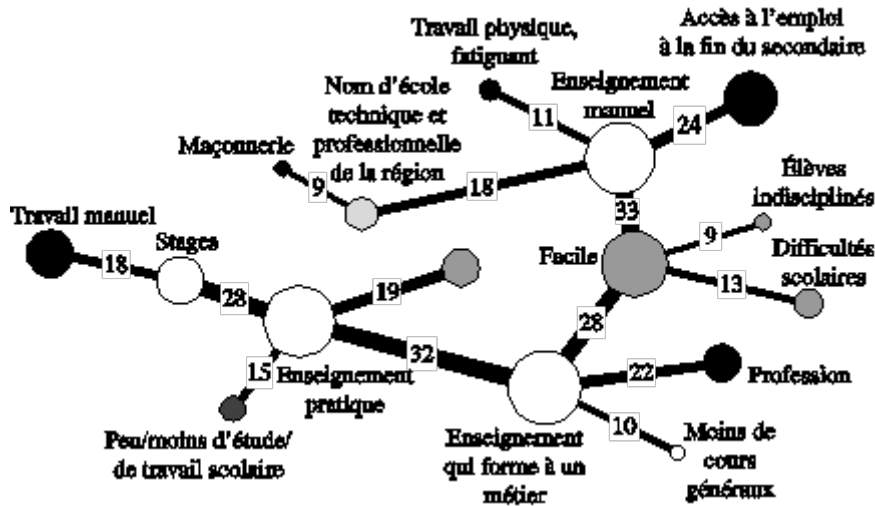 Accès à l'emploi
à la fin du secondaire
Travail physique,
fatignant
Enseignement
manuel
Nom d'école
technique et
professionnelle
de la région
11
24
Maçonnerie
9
18
Élèves
indisciplinés
33
Travail manuel
Stages
9
Facile
Difficultés
scolaires
18
28
19
13
28
32
22
Profession
15
Enseignement
pratique
10
Peu/moins d'étude/
de travail scolaire
Enseignement
qui forme à un
métier
Moins de
cours
généraux